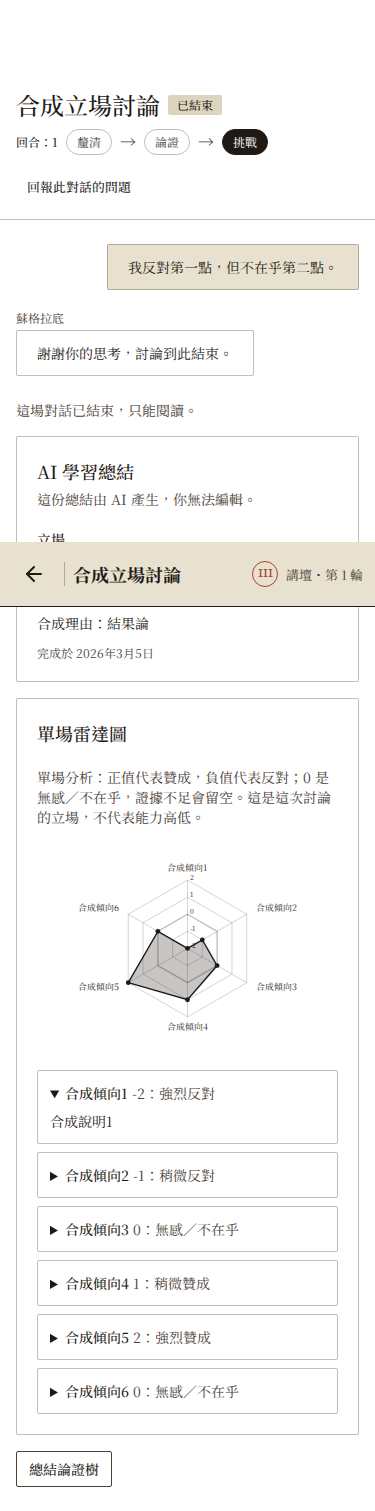 合成立場討論 已結束
回合：1 釐清 → 論證 → 挑戰
回報此對話的問題
我反對第一點，但不在乎第二點。
蘇格拉底
謝謝你的思考，討論到此結束。
這場對話已結束，只能閱讀。
AI 學習總結
這份總結由 AI 產生，你無法編輯。
立場
← 合成立場討論 III 講壇・第 1 輪
合成理由：結果論
完成於 2026年3月5日
單場雷達圖
單場分析：正值代表贊成，負值代表反對；0 是
無感／不在乎，證據不足會留空。這是這次討論
的立場，不代表能力高低。
合成傾向1
2
合成傾向6
1
合成傾向2
0
-1
合成傾向5
合成傾向3
合成傾向4
▼ 合成傾向1 -2：強烈反對
合成說明1
▶ 合成傾向2 -1：稍微反對
▶ 合成傾向3 0：無感／不在乎
▶ 合成傾向4 1：稍微贊成
▶ 合成傾向5 2：強烈贊成
▶ 合成傾向6 0：無感／不在乎
總結論證樹